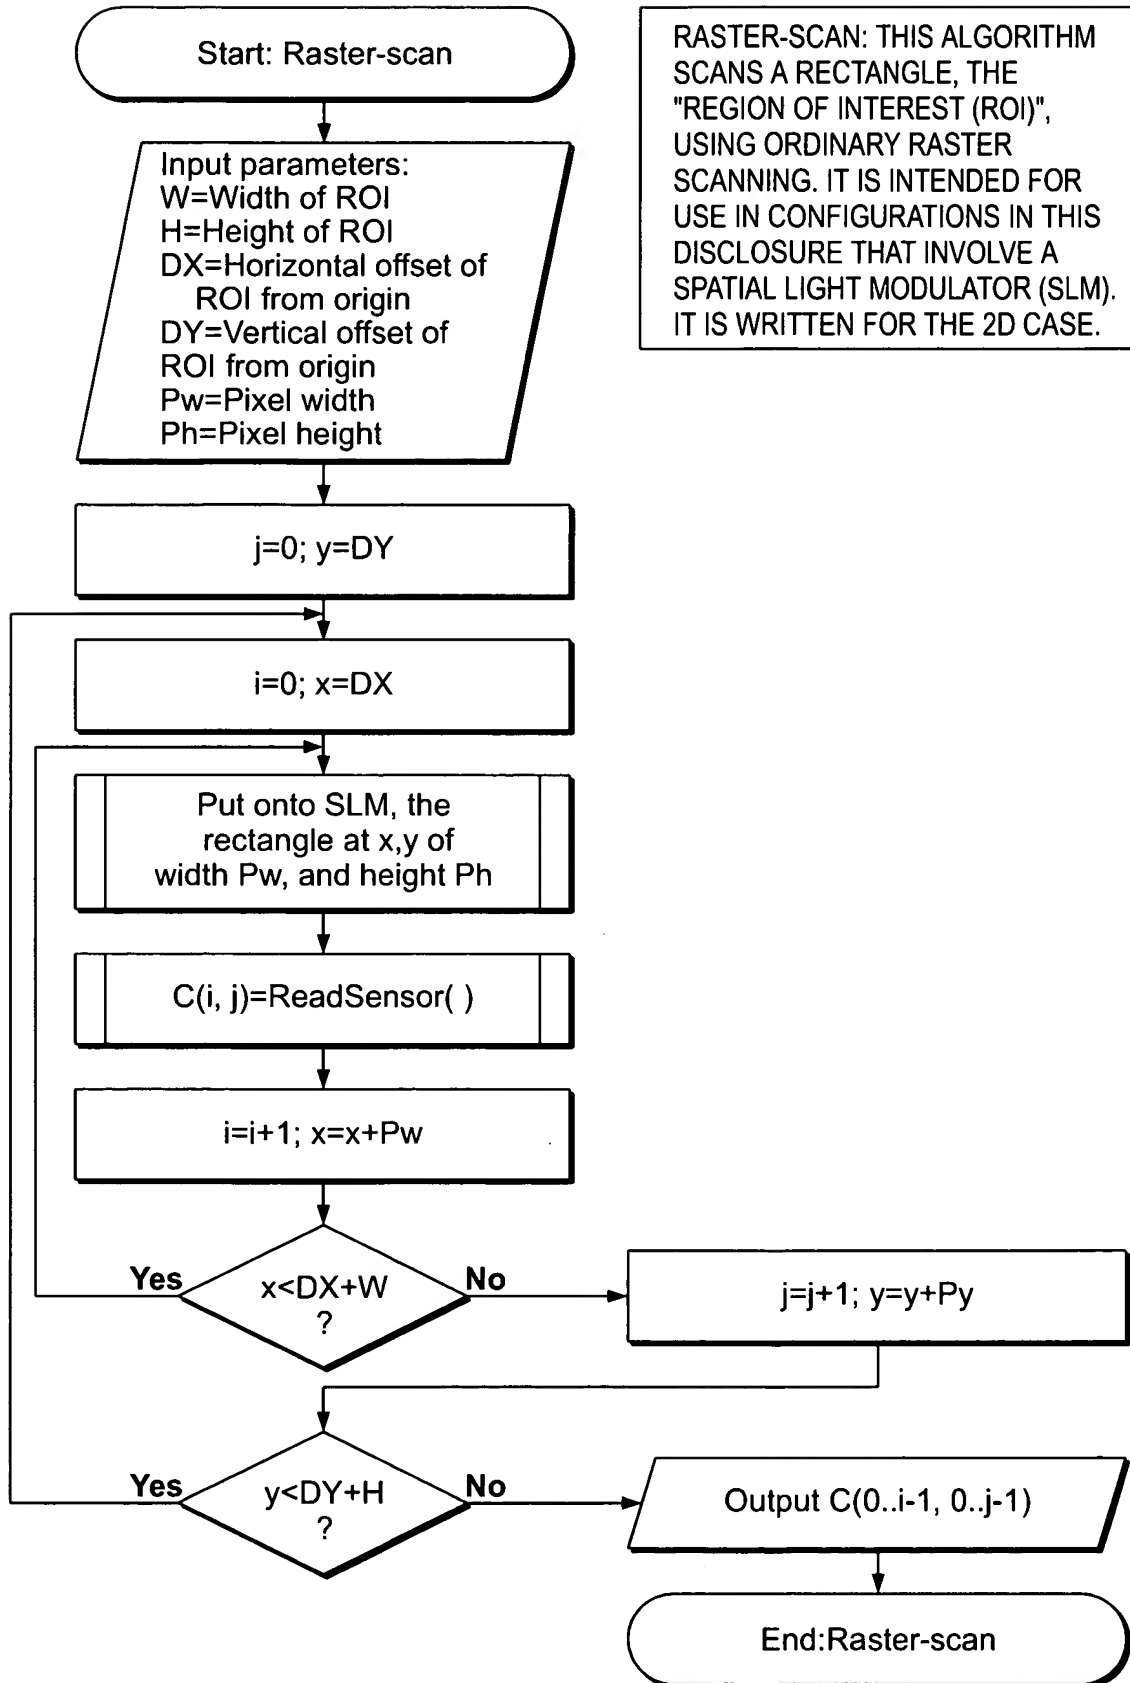 Start: Raster-scan
RASTER-SCAN: THIS ALGORITHM
SCANS A RECTANGLE, THE
"REGION OF INTEREST (ROI)",
USING ORDINARY RASTER
SCANNING. IT IS INTENDED FOR
USE IN CONFIGURATIONS IN THIS
DISCLOSURE THAT INVOLVE A
SPATIAL LIGHT MODULATOR (SLM).
IT IS WRITTEN FOR THE 2D CASE.
Input parameters:
W=Width of ROI
H=Height of ROI
DX=Horizontal offset of
ROI from origin
DY=Vertical offset of
ROI from origin
Pw=Pixel width
Ph=Pixel height
j=0; y=DY
i=0; x=DX
Put onto SLM, the
rectangle at x,y of
width Pw, and height Ph
C(i, j)=ReadSensor( )
i=i+1; x=x+Pw
Yes
x<DX+W
?
No
j=j+1; y=y+Py
Yes
y<DY+H
?
No
Output C(0..i-1, 0..j-1)
End:Raster-scan